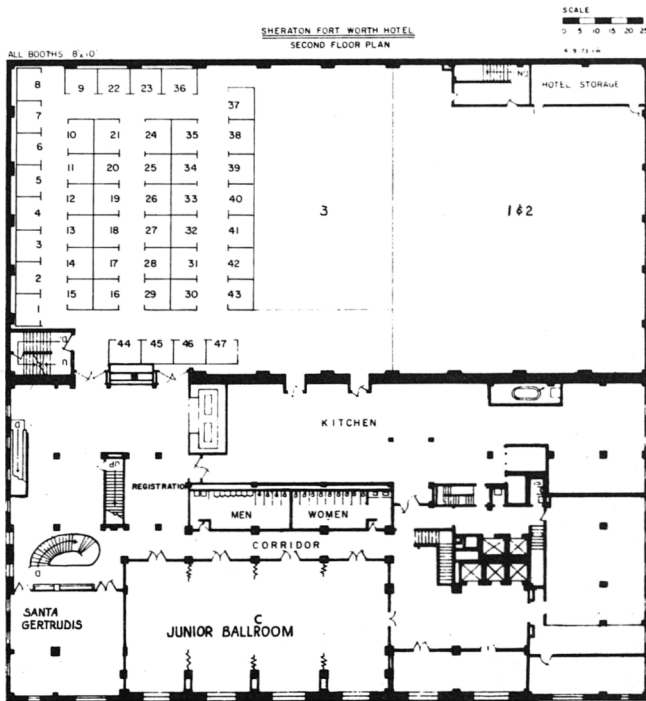 SHERATON FORT WORTH HOTEL
SECOND FLOOR PLAN
SCALE
0 5 10 15 20 25
ALL BOOTHS 8'x10'
8 9 22 23 36
HOTEL STORAGE
DN
7 37
10 21 24 35 38
6
11 20 25 34 39
5
12 19 26 33 40
3
1 & 2
4
13 18 27 32 41
3
14 17 28 31 42
2
15 16 29 30 43
1
D
U
44 45 46 47
KITCHEN
D
UP
REGISTRATION
MEN
WOMEN
CORRIDOR
D
SANTA
GERTRUDIS
C
JUNIOR BALLROOM